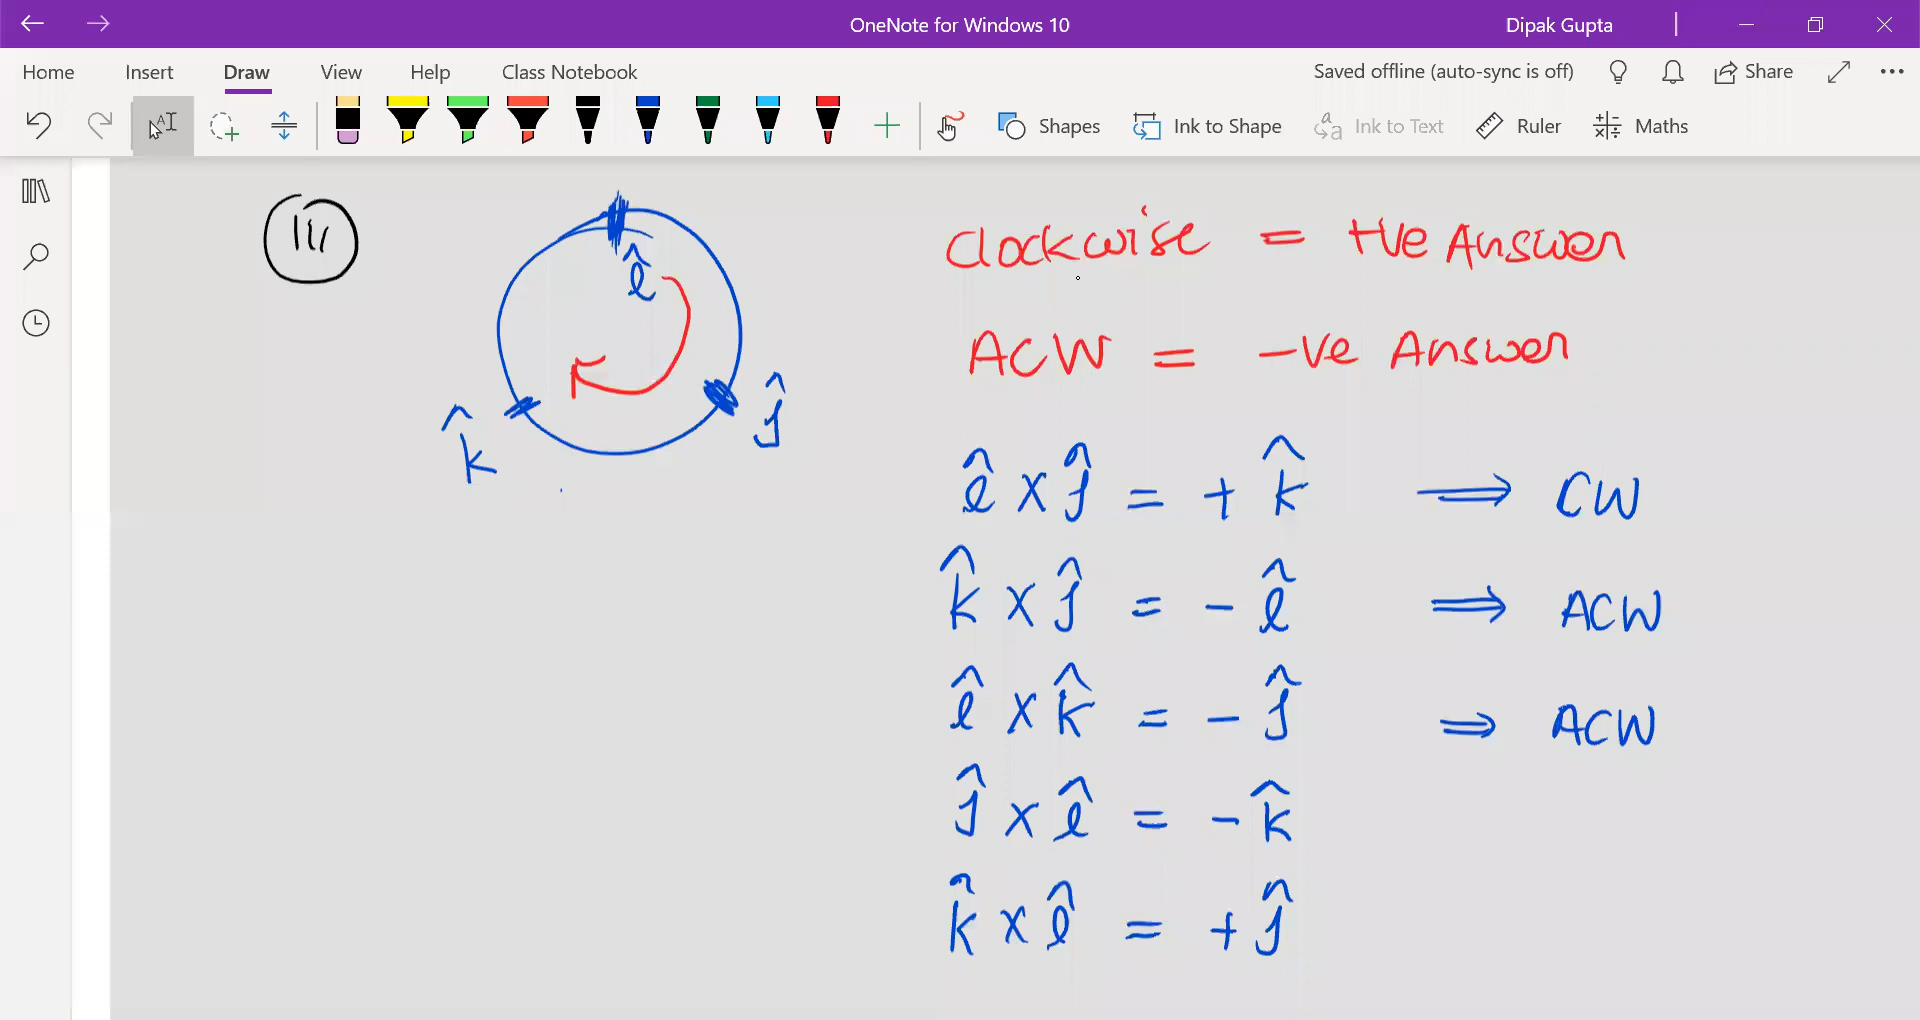 OneNote for Windows 10
Dipak Gupta
Home Insert Draw View Help Class Notebook
Saved offline (auto-sync is off) Share
Shapes Ink to Shape Ink to Text Ruler Maths
iii
î
ĵ
k̂
Clockwise = +ve Answer
ACW = -ve Answer
î × ĵ = + k̂ ⟹ CW
k̂ × ĵ = - î ⟹ ACW
î × k̂ = - ĵ ⟹ ACW
ĵ × î = - k̂
k̂ × î = + ĵ